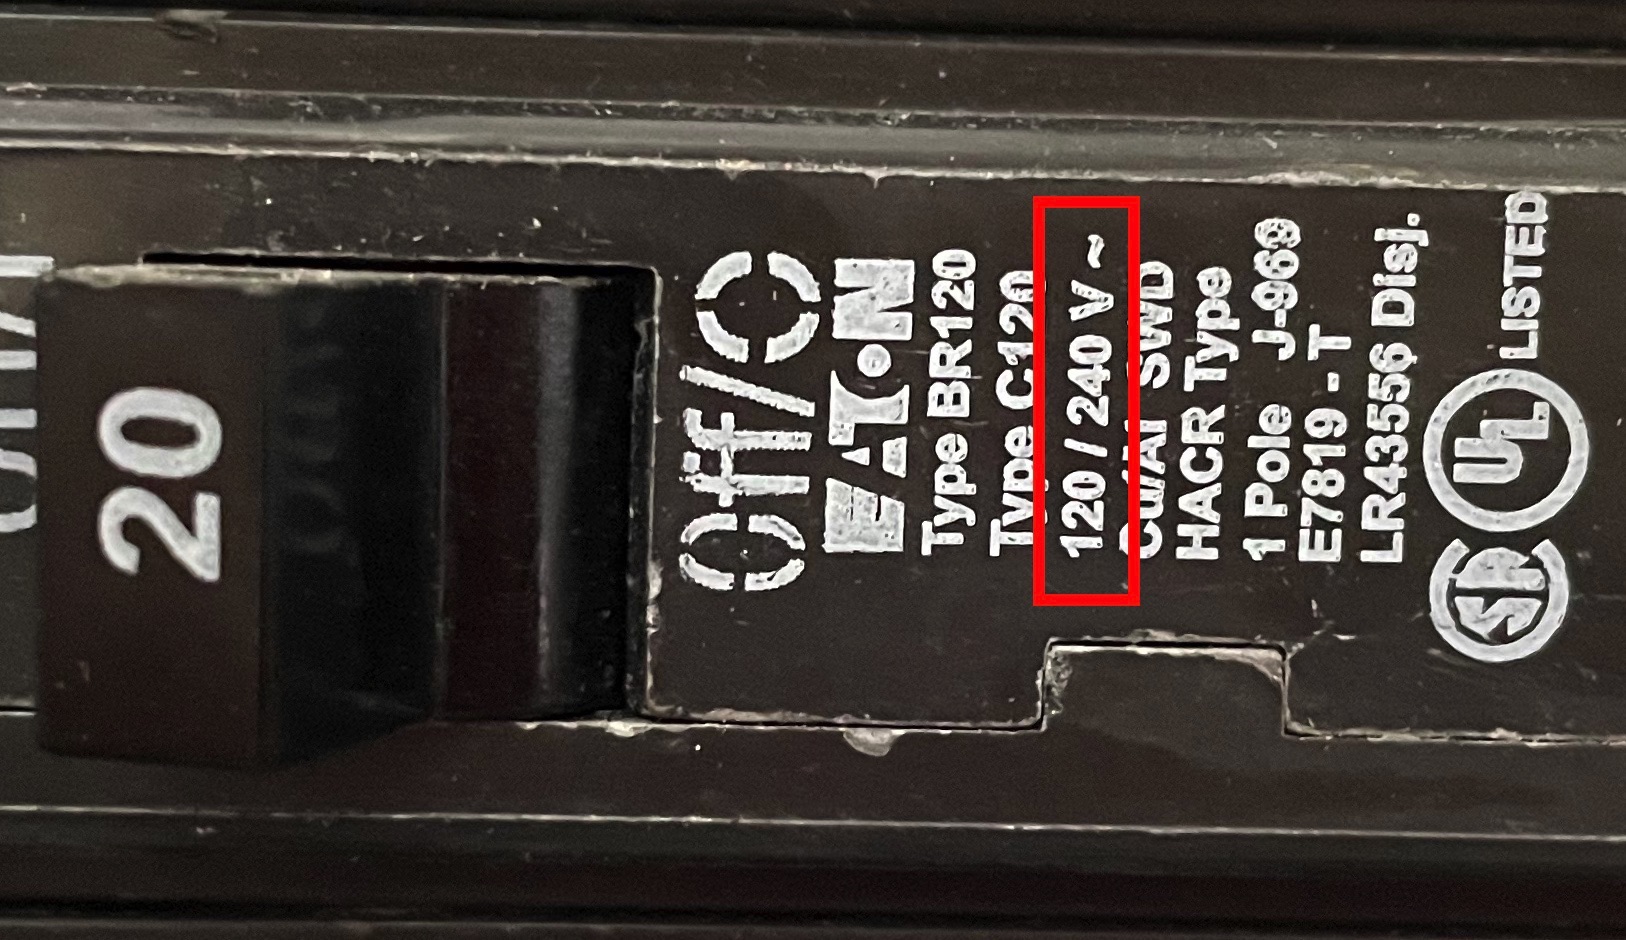 20
Off/O
EATON
Type BR120
Type C120
120 / 240 V ~
Cu/Al SWD
HACR Type
1 Pole J-969
E7819 - T
LR43556 Disj.
UL LISTED